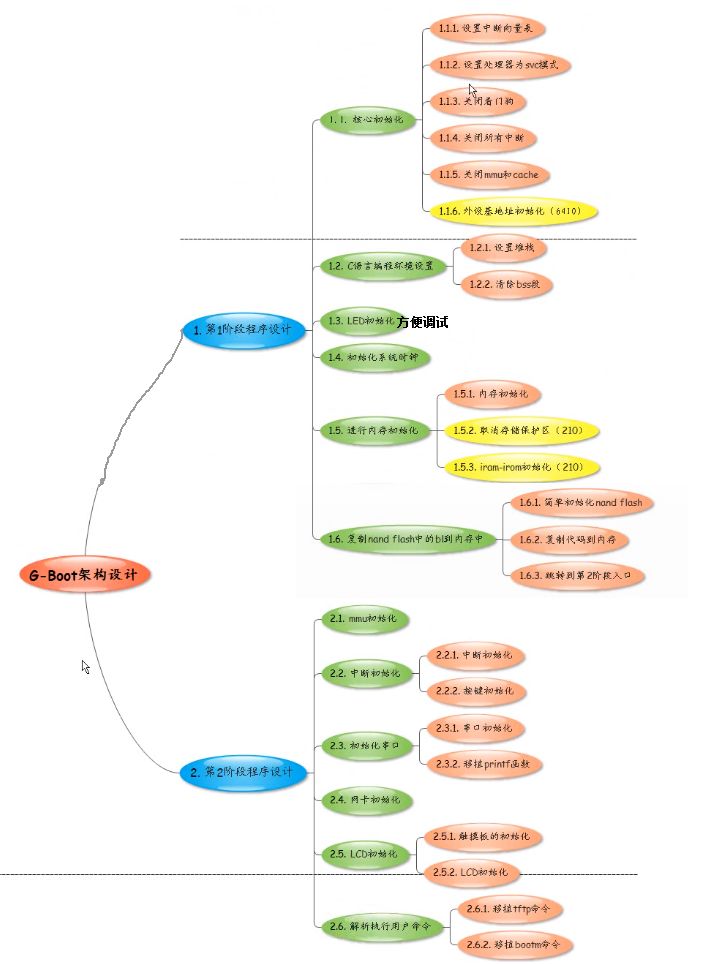 G-Boot架构设计
1. 第1阶段程序设计
1.1. 核心初始化
1.1.1. 设置中断向量表
1.1.2. 设置处理器为svc模式
1.1.3. 关闭看门狗
1.1.4. 关闭所有中断
1.1.5. 关闭mmu和cache
1.1.6. 外设基地址初始化（6410）
1.2. C语言编程环境设置
1.2.1. 设置堆栈
1.2.2. 清除bss段
1.3. LED初始化 方便调试
1.4. 初始化系统时钟
1.5. 进行内存初始化
1.5.1. 内存初始化
1.5.2. 取消存储保护区（210）
1.5.3. iram-irom初始化（210）
1.6. 复制nand flash中的bl到内存中
1.6.1. 简单初始化nand flash
1.6.2. 复制代码到内存
1.6.3. 跳转到第2阶段入口
2. 第2阶段程序设计
2.1. mmu初始化
2.2. 中断初始化
2.2.1. 中断初始化
2.2.2. 按键初始化
2.3. 初始化串口
2.3.1. 串口初始化
2.3.2. 移植printf函数
2.4. 网卡初始化
2.5. LCD初始化
2.5.1. 触摸板的初始化
2.5.2. LCD初始化
2.6. 解析执行用户命令
2.6.1. 移植tftp命令
2.6.2. 移植bootm命令